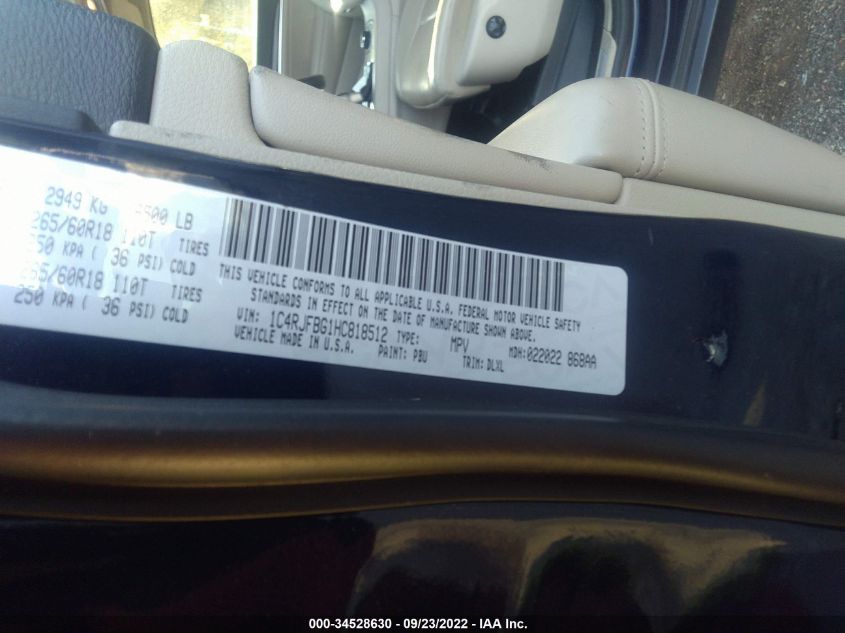 2949 KG 500 LB
265/60R18 110T TIRES
250 KPA ( 36 PSI) COLD
265/60R18 110T TIRES
250 KPA ( 36 PSI) COLD
THIS VEHICLE CONFORMS TO ALL APPLICABLE U.S.A. FEDERAL MOTOR VEHICLE SAFETY
STANDARDS IN EFFECT ON THE DATE OF MANUFACTURE SHOWN ABOVE.
VIN: 1C4RJFBG1HC818512 TYPE: MPV MDH:022022 868AA
VEHICLE MADE IN U.S.A. PAINT: PBU TRIM: DLXL
000-34528630 - 09/23/2022 - IAA Inc.